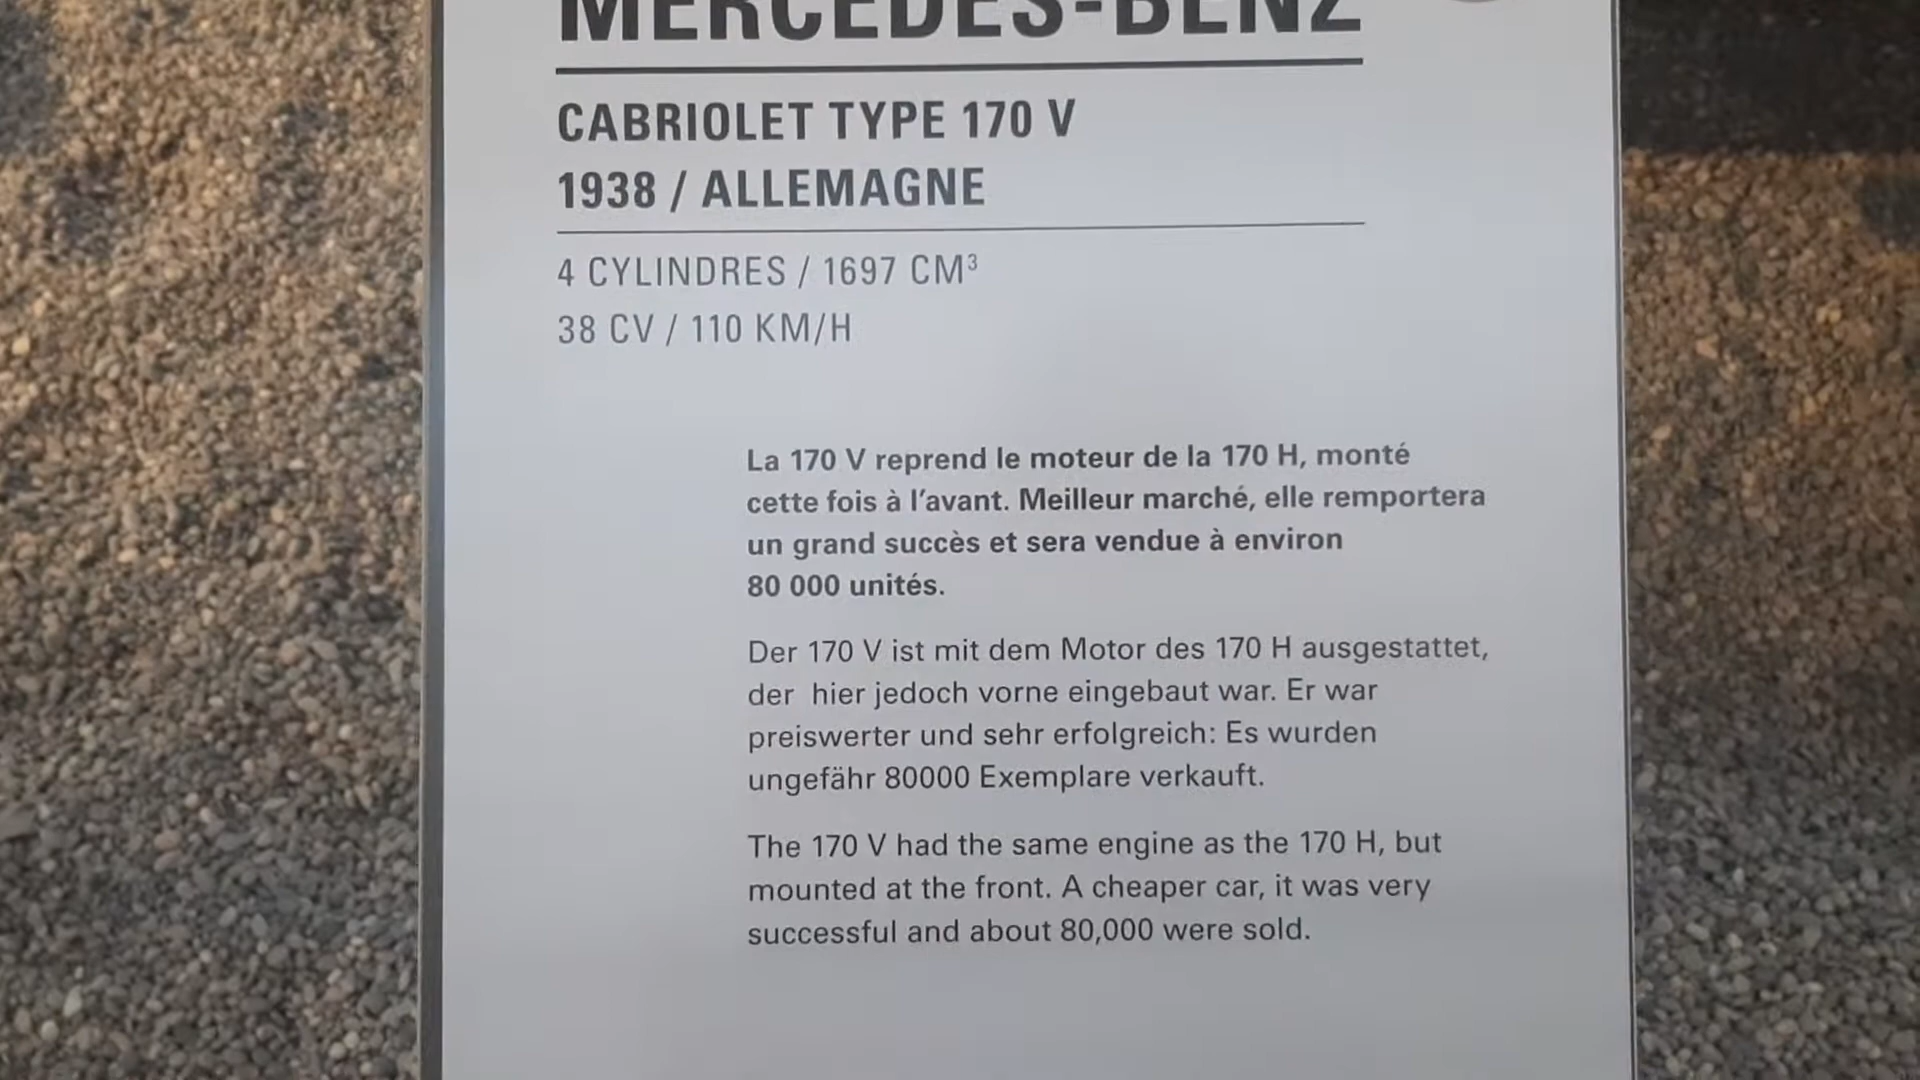 MERCEDES-BENZ
CABRIOLET TYPE 170 V
1938 / ALLEMAGNE
4 CYLINDRES / 1697 CM³
38 CV / 110 KM/H
La 170 V reprend le moteur de la 170 H, monté
cette fois à l'avant. Meilleur marché, elle remportera
un grand succès et sera vendue à environ
80 000 unités.
Der 170 V ist mit dem Motor des 170 H ausgestattet,
der hier jedoch vorne eingebaut war. Er war
preiswerter und sehr erfolgreich: Es wurden
ungefähr 80000 Exemplare verkauft.
The 170 V had the same engine as the 170 H, but
mounted at the front. A cheaper car, it was very
successful and about 80,000 were sold.